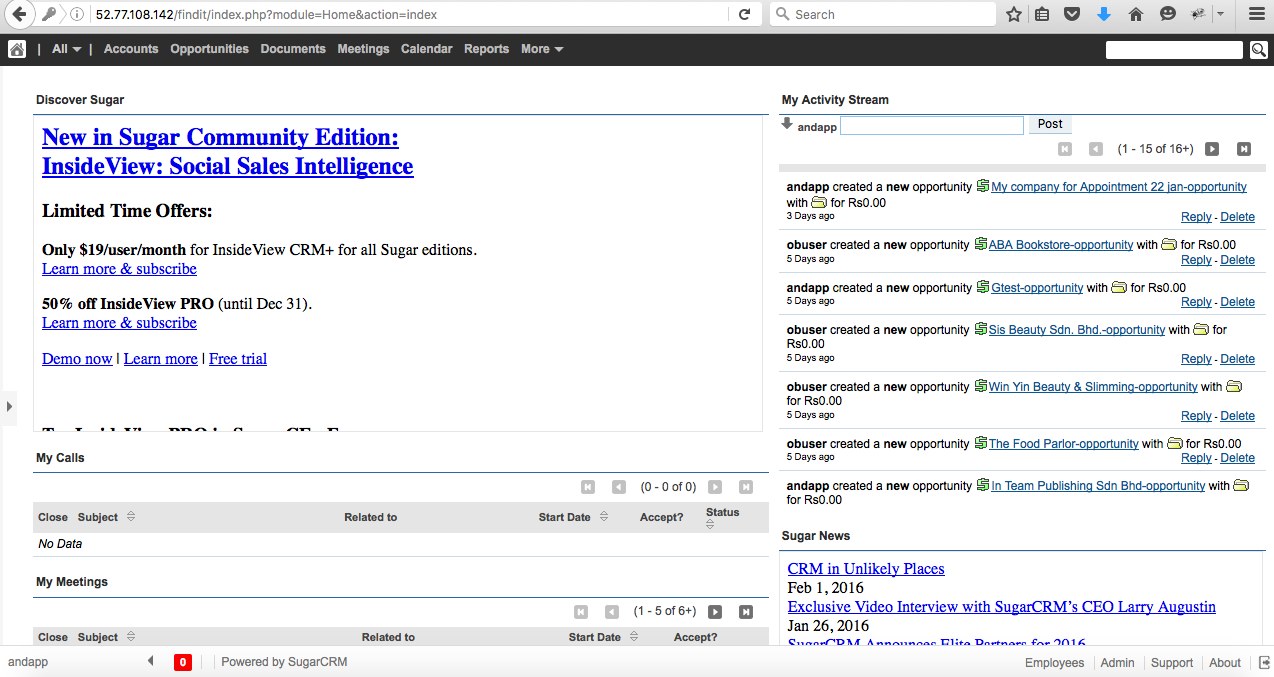 52.77.108.142/findit/index.php?module=Home&action=index
Search
| All | Accounts Opportunities Documents Meetings Calendar Reports More
Discover Sugar
New in Sugar Community Edition:
InsideView: Social Sales Intelligence
Limited Time Offers:
Only $19/user/month for InsideView CRM+ for all Sugar editions.
Learn more & subscribe
50% off InsideView PRO (until Dec 31).
Learn more & subscribe
Demo now | Learn more | Free trial
My Calls
(0 - 0 of 0)
Close Subject Related to Start Date Accept? Status
No Data
My Meetings
(1 - 5 of 6+)
Close Subject Related to Start Date Accept?
My Activity Stream
andapp Post
(1 - 15 of 16+)
andapp created a new opportunity My company for Appointment 22 jan-opportunity
with for Rs0.00
3 Days ago
Reply - Delete
obuser created a new opportunity ABA Bookstore-opportunity with for Rs0.00
5 Days ago
Reply - Delete
andapp created a new opportunity Gtest-opportunity with for Rs0.00
5 Days ago
Reply - Delete
obuser created a new opportunity Sis Beauty Sdn. Bhd.-opportunity with for
Rs0.00
5 Days ago
Reply - Delete
obuser created a new opportunity Win Yin Beauty & Slimming-opportunity with
for Rs0.00
5 Days ago
Reply - Delete
obuser created a new opportunity The Food Parlor-opportunity with for Rs0.00
5 Days ago
Reply - Delete
andapp created a new opportunity In Team Publishing Sdn Bhd-opportunity with
for Rs0.00
Sugar News
CRM in Unlikely Places
Feb 1, 2016
Exclusive Video Interview with SugarCRM's CEO Larry Augustin
Jan 26, 2016
SugarCRM Announces Elite Partners for 2016
andapp 0 Powered by SugarCRM
Employees Admin Support About